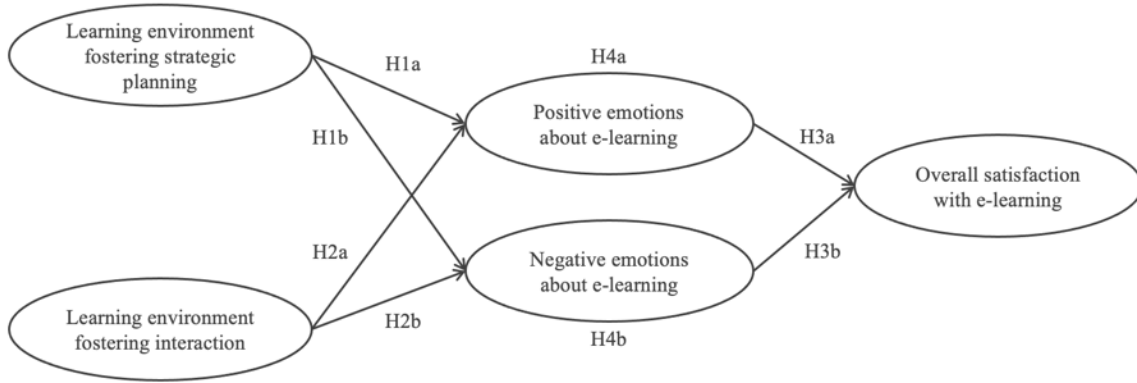 Learning environment
fostering strategic
planning
H1a
H1b
H4a
Positive emotions
about e-learning
H3a
Overall satisfaction
with e-learning
H2a
H2b
Learning environment
fostering interaction
Negative emotions
about e-learning
H3b
H4b